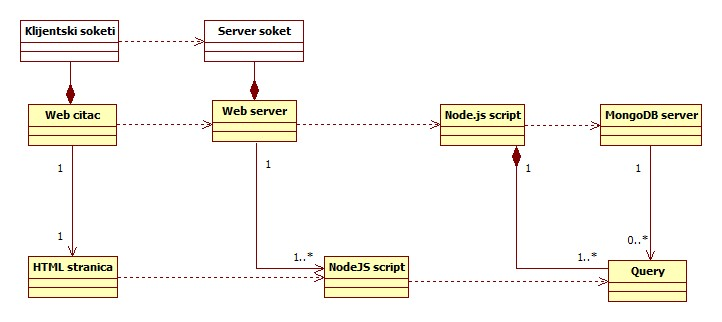 Klijentski soketi
Server soket
Web citac
Web server
Node.js script
MongoDB server
1
1
1
1
1
1..*
1..*
0..*
HTML stranica
NodeJS script
Query